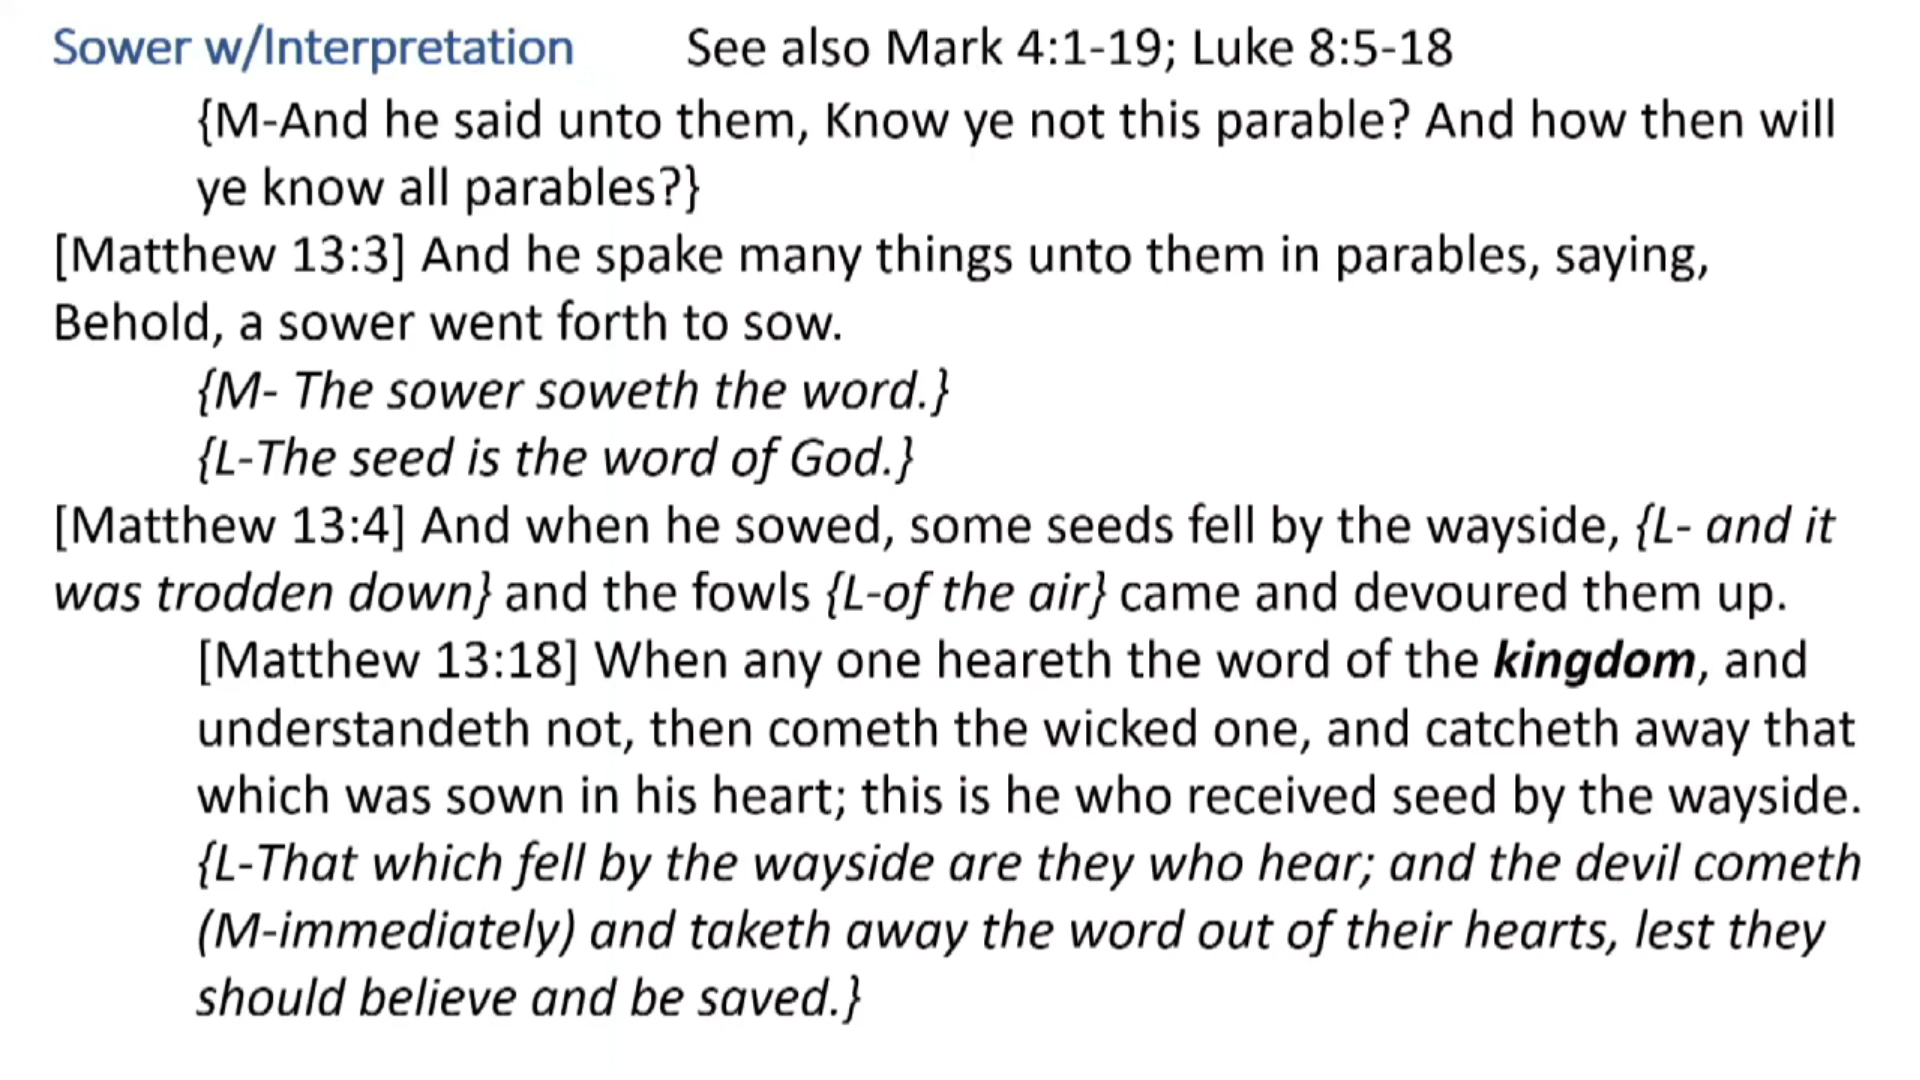 Sower w/Interpretation See also Mark 4:1-19; Luke 8:5-18
{M-And he said unto them, Know ye not this parable? And how then will
ye know all parables?}
[Matthew 13:3] And he spake many things unto them in parables, saying,
Behold, a sower went forth to sow.
{M- The sower soweth the word.}
{L-The seed is the word of God.}
[Matthew 13:4] And when he sowed, some seeds fell by the wayside, {L- and it
was trodden down} and the fowls {L-of the air} came and devoured them up.
[Matthew 13:18] When any one heareth the word of the kingdom, and
understandeth not, then cometh the wicked one, and catcheth away that
which was sown in his heart; this is he who received seed by the wayside.
{L-That which fell by the wayside are they who hear; and the devil cometh
(M-immediately) and taketh away the word out of their hearts, lest they
should believe and be saved.}